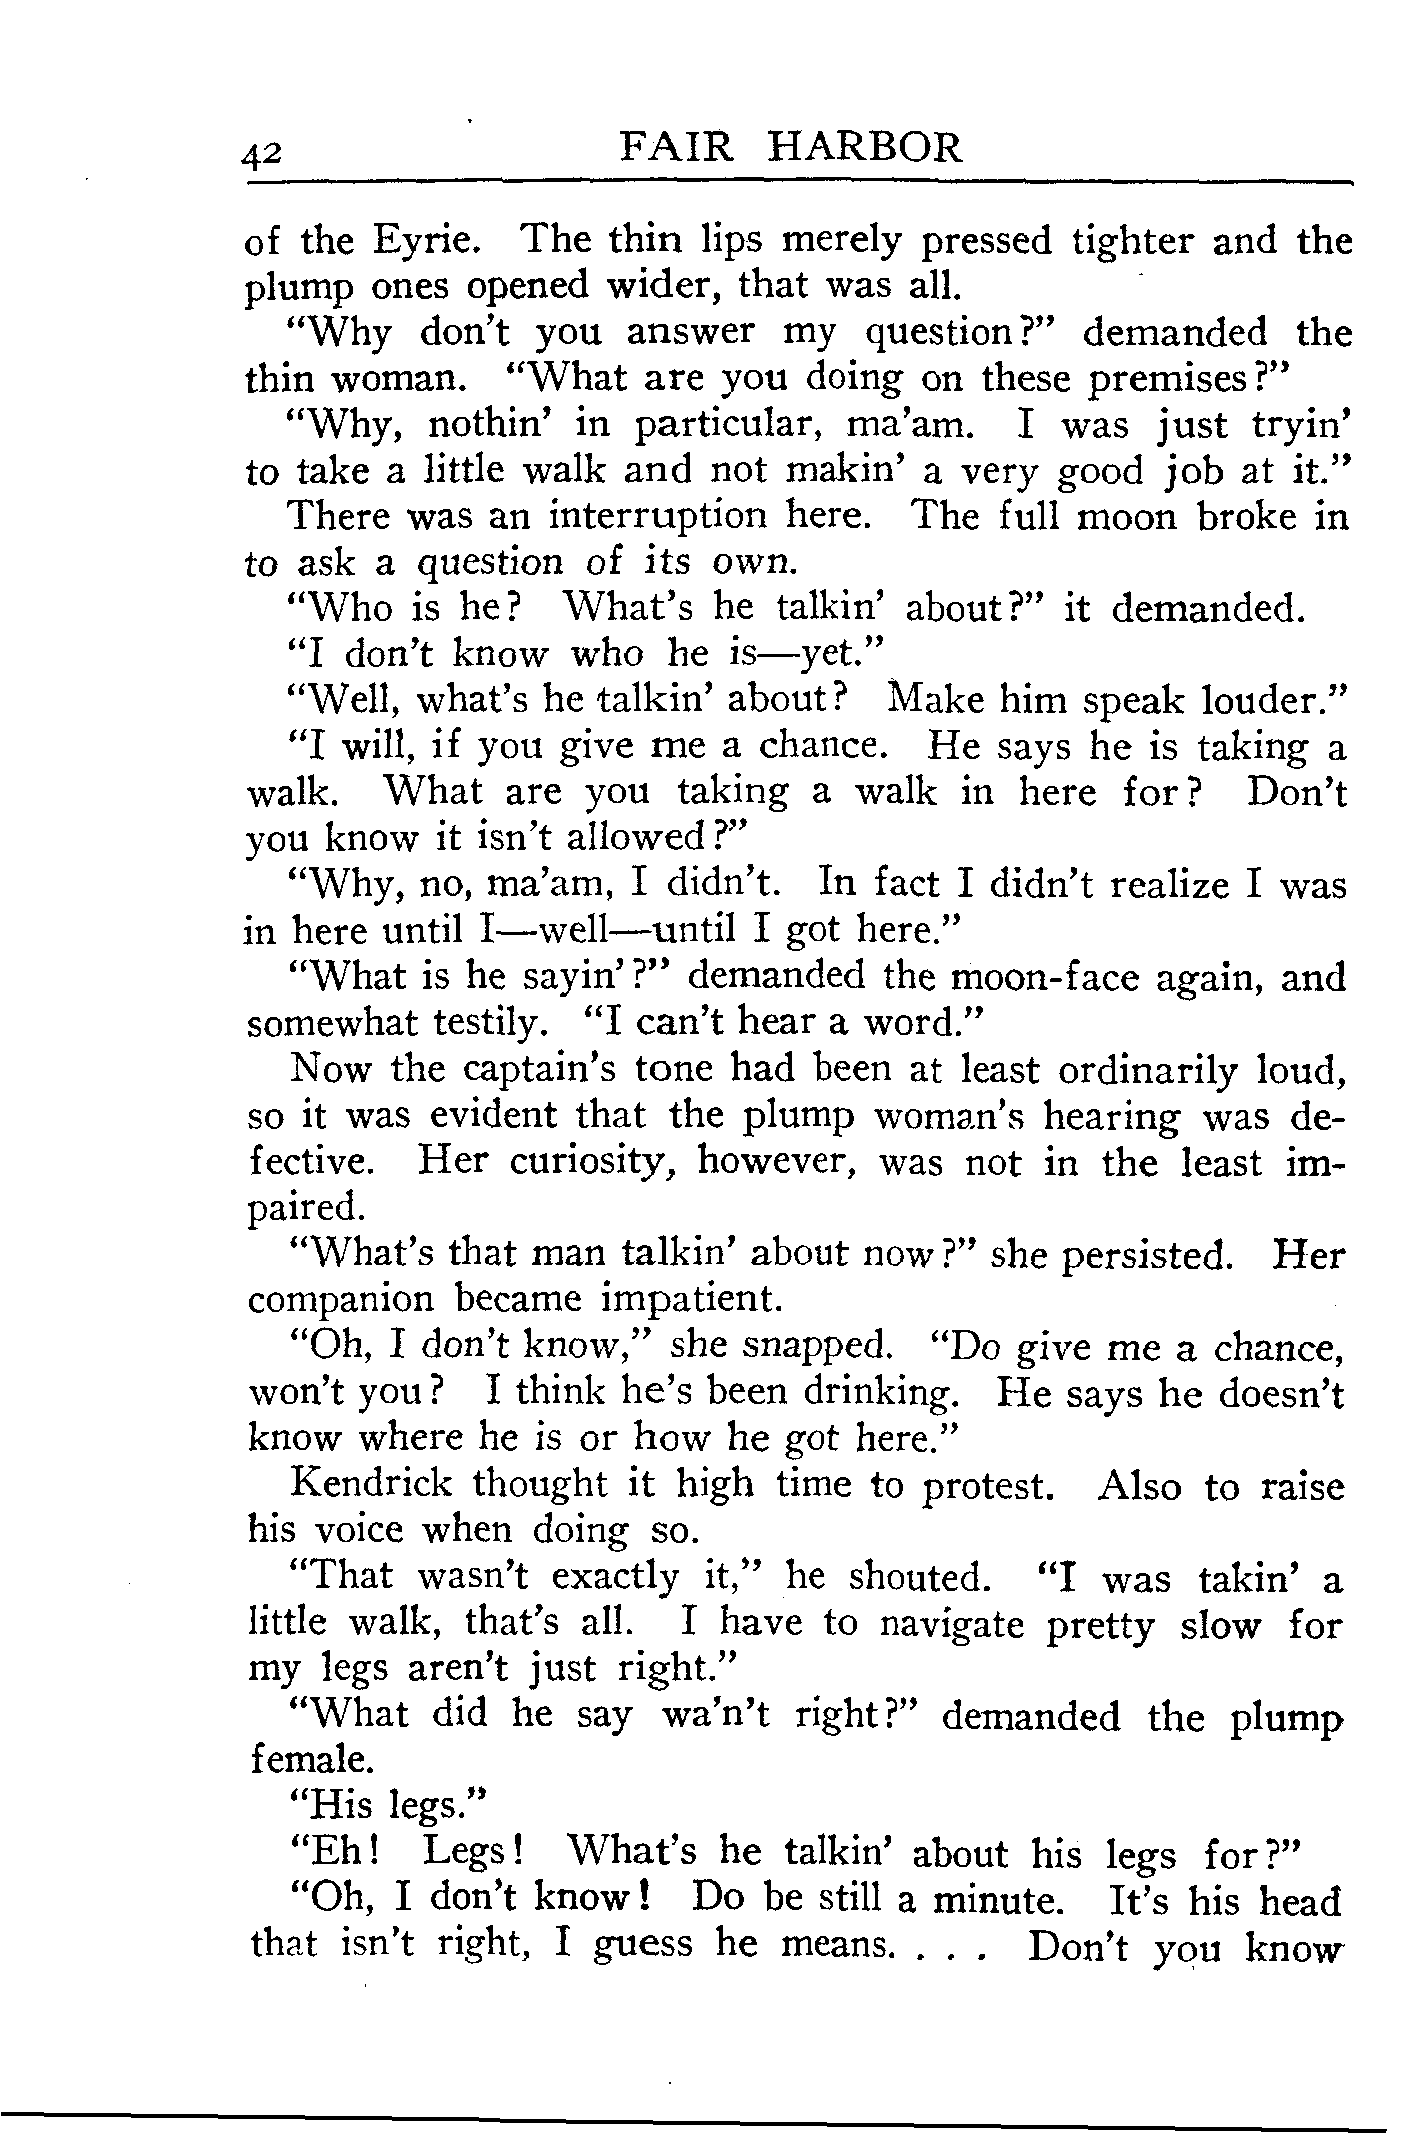 42 FAIR HARBOR
of the Eyrie. The thin lips merely pressed tighter and the
plump ones opened wider, that was all.
“Why don’t you answer my question?” demanded the
thin woman. “What are you doing on these premises?”
“Why, nothin’ in particular, ma’am. I was just tryin’
to take a little walk and not makin’ a very good job at it.”
There was an interruption here. The full moon broke in
to ask a question of its own.
“Who is he? What’s he talkin’ about?” it demanded.
“I don’t know who he is—yet.”
“Well, what’s he talkin’ about? Make him speak louder.”
“I will, if you give me a chance. He says he is taking a
walk. What are you taking a walk in here for? Don’t
you know it isn’t allowed?”
“Why, no, ma’am, I didn’t. In fact I didn’t realize I was
in here until I—well—until I got here.”
“What is he sayin’?” demanded the moon-face again, and
somewhat testily. “I can’t hear a word.”
Now the captain’s tone had been at least ordinarily loud,
so it was evident that the plump woman’s hearing was de-
fective. Her curiosity, however, was not in the least im-
paired.
“What’s that man talkin’ about now?” she persisted. Her
companion became impatient.
“Oh, I don’t know,” she snapped. “Do give me a chance,
won’t you? I think he’s been drinking. He says he doesn’t
know where he is or how he got here.”
Kendrick thought it high time to protest. Also to raise
his voice when doing so.
“That wasn’t exactly it,” he shouted. “I was takin’ a
little walk, that’s all. I have to navigate pretty slow for
my legs aren’t just right.”
“What did he say wa’n’t right?” demanded the plump
female.
“His legs.”
“Eh! Legs! What’s he talkin’ about his legs for?”
“Oh, I don’t know! Do be still a minute. It’s his head
that isn’t right, I guess he means. . . . Don’t you know